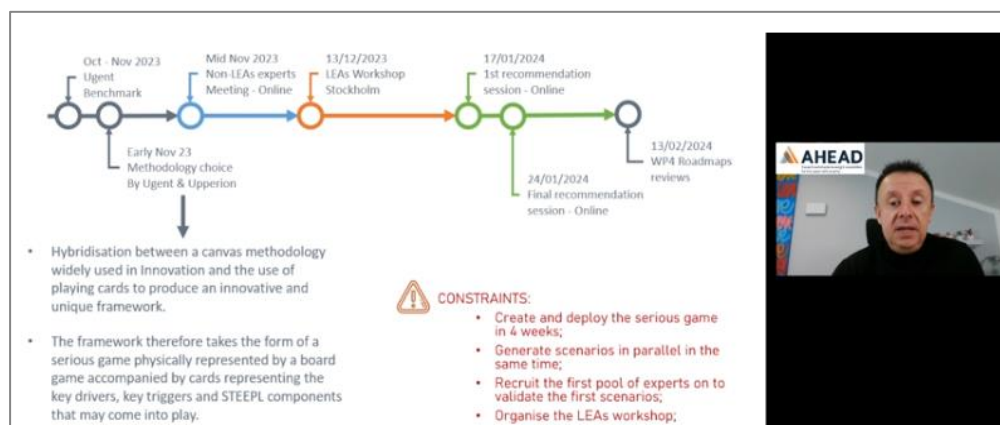 Oct - Nov 2023
Ugent
Benchmark
Mid Nov 2023
Non-LEAs experts
Meeting - Online
13/12/2023
LEAs Workshop
Stockholm
17/01/2024
1st recommendation
session - Online
Early Nov 23
Methodology choice
By Ugent & Upperion
24/01/2024
Final recommendation
session - Online
13/02/2024
WP4 Roadmaps
reviews
• Hybridisation between a canvas methodology
widely used in Innovation and the use of
playing cards to produce an innovative and
unique framework.
• The framework therefore takes the form of a
serious game physically represented by a board
game accompanied by cards representing the
key drivers, key triggers and STEEPL components
that may come into play.
CONSTRAINTS:
• Create and deploy the serious game
in 4 weeks;
• Generate scenarios in parallel in the
same time;
• Recruit the first pool of experts on to
validate the first scenarios;
• Organise the LEAs workshop;
AHEAD